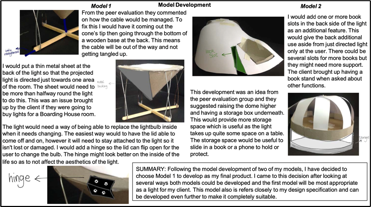 Model 1
Model Development
Model 2
From the peer evaluation they commented
on how the cable would be managed. To
fix this I would have it coming out the
cone's tip then going through the bottom of
a wooden base at the back. This means
the cable will be out of the way and not
getting tangled up.
I would put a thin metal sheet at the
back of the light so that the projected
light is directed just towards one area
of the room. The sheet would need to
be more than halfway round the light
to do this. This was an issue brought
up by the client if they were going to
buy lights for a Boarding House Room.
The light would need a way of being able to replace the lightbulb inside
when it needs changing. The easiest way would to have the lid able to
come off and on, however it will need to stay attached to the light so it
isn't lost or damaged. I would add a hinge so the lid can flip open for the
user to change the bulb. The hinge might look better on the inside of the
life so as to not affect the aesthetics of the light.
hinge
I would add one or more book
slots in the back side of the light
as an additional feature. This
would give the back an additional
use aside from just directed light
only at the user. There could be
several slots for more books but
they might need more support.
The client brought up having a
book stand when asked about
other functions.
This development was an idea from
the peer evaluation group and they
suggested raising the dome higher
and having a storage box underneath.
This would provide more storage
space which is useful as the light
takes up quite some space on a table.
The storage space would be useful to
slide in a book or a phone to hold or
protect.
SUMMARY: Following the model development of two of my models, I have decided
to choose Model 1 to develop as my final product. I came to this decision after looking at
several ways both models could be developed and the first model will be most appropriate
as a light for my client. This model also a refers closely to my design specification and can
be developed even further to make it completely suitable.